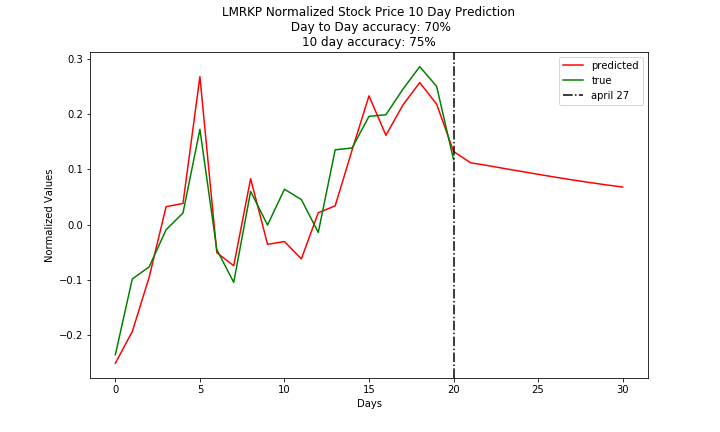 LMRKP Normalized Stock Price 10 Day Prediction
Day to Day accuracy: 70%
10 day accuracy: 75%
predicted
true
april 27
0.3
0.2
0.1
0.0
−0.1
−0.2
Normalized Values
0 5 10 15 20 25 30
Days